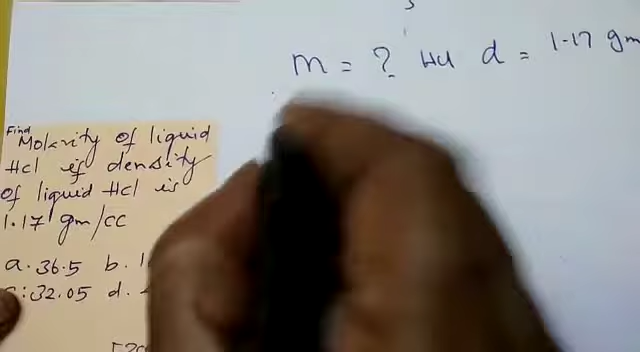 m = ? HCl d = 1.17 gm
Find
Molarity of liquid
HCl if density
of liquid HCl is
1.17 gm/cc
a. 36.5 b. 1
c: 32.05 d.